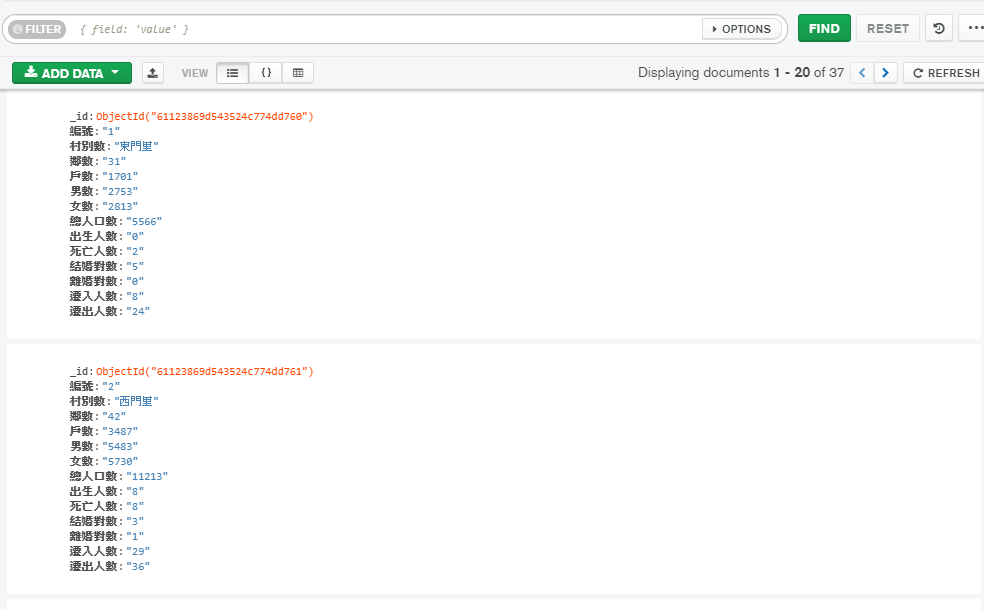 FILTER { field: 'value' } OPTIONS FIND RESET
ADD DATA VIEW { } Displaying documents 1 - 20 of 37 REFRESH
_id: ObjectId("61123869d543524c774dd760")
編號: "1"
村別數: "東門里"
鄰數: "31"
戶數: "1701"
男數: "2753"
女數: "2813"
總人口數: "5566"
出生人數: "0"
死亡人數: "2"
結婚對數: "5"
離婚對數: "0"
遷入人數: "8"
遷出人數: "24"
_id: ObjectId("61123869d543524c774dd761")
編號: "2"
村別數: "西門里"
鄰數: "42"
戶數: "3487"
男數: "5483"
女數: "5730"
總人口數: "11213"
出生人數: "8"
死亡人數: "8"
結婚對數: "3"
離婚對數: "1"
遷入人數: "29"
遷出人數: "36"